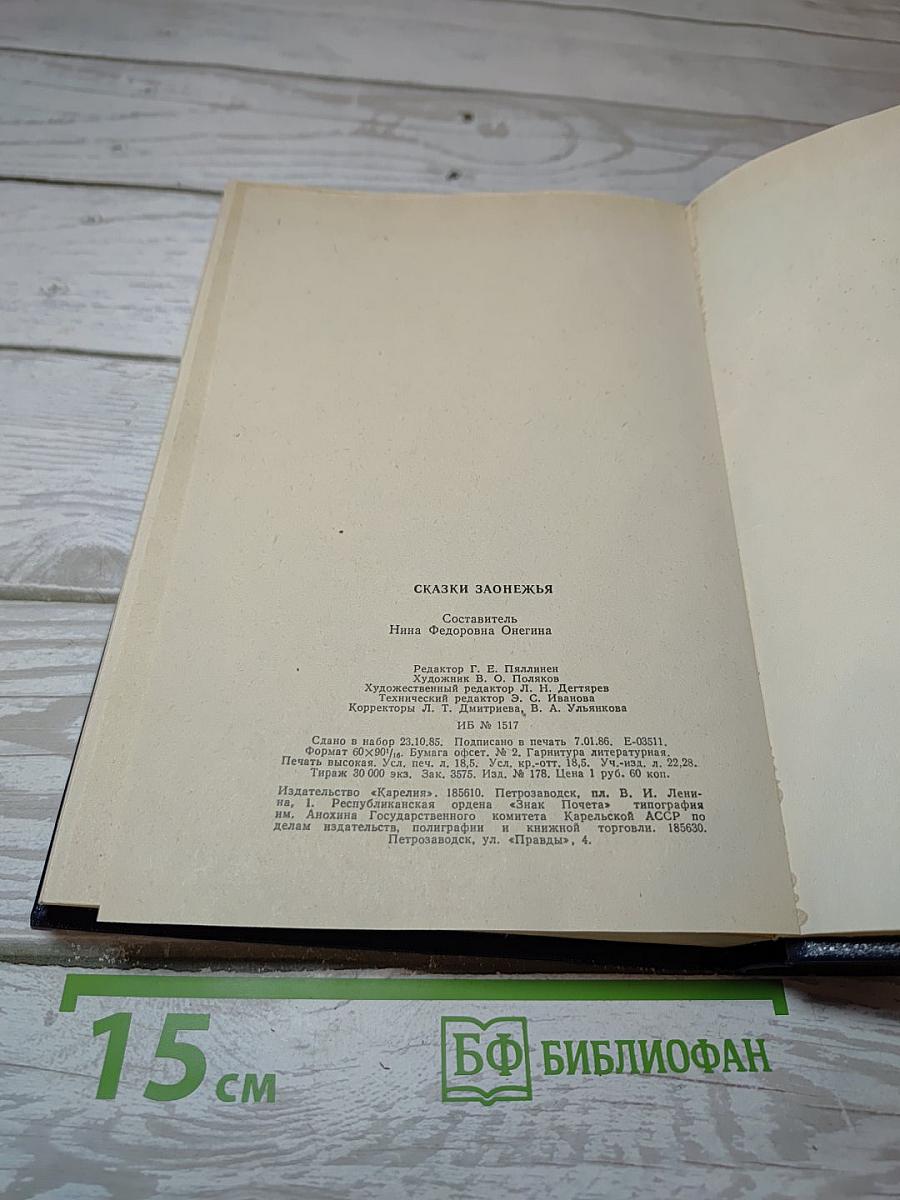 СКАЗКИ ЗАОНЕЖЬЯ
Составитель
Нина Федоровна Онегина
Редактор Г. Е. Пяллинен
Художник В. О. Поляков
Художественный редактор Л. Н. Дегтярев
Технический редактор Э. С. Иванова
Корректоры Л. Т. Дмитриева, В. А. Ульянкова
ИБ № 1517
Сдано в набор 23.10.85. Подписано в печать 7.01.86. Е-03511.
Формат 60×90¹/₁₆. Бумага офсет. № 2. Гарнитура литературная.
Печать высокая. Усл. печ. л. 18,5. Усл. кр.-отт. 18,5. Уч.-изд. л. 22,28.
Тираж 30 000 экз. Зак. 3575. Изд. № 178. Цена 1 руб. 60 коп.
Издательство «Карелия». 185610. Петрозаводск, пл. В. И. Лени-
на, 1. Республиканская ордена «Знак Почета» типография
им. Анохина Государственного комитета Карельской АССР по
делам издательств, полиграфии и книжной торговли. 185630.
Петрозаводск, ул. «Правды», 4.
15 см
БФ БИБЛИОФАН